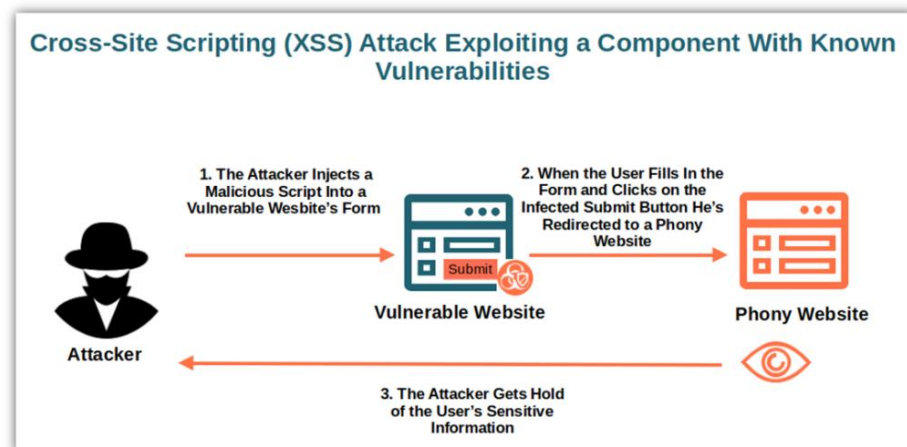 Cross-Site Scripting (XSS) Attack Exploiting a Component With Known
Vulnerabilities
1. The Attacker Injects a
Malicious Script Into a
Vulnerable Wesbite's Form
2. When the User Fills In the
Form and Clicks on the
Infected Submit Button He's
Redirected to a Phony
Website
Submit
Attacker
Vulnerable Website
Phony Website
3. The Attacker Gets Hold
of the User's Sensitive
Information